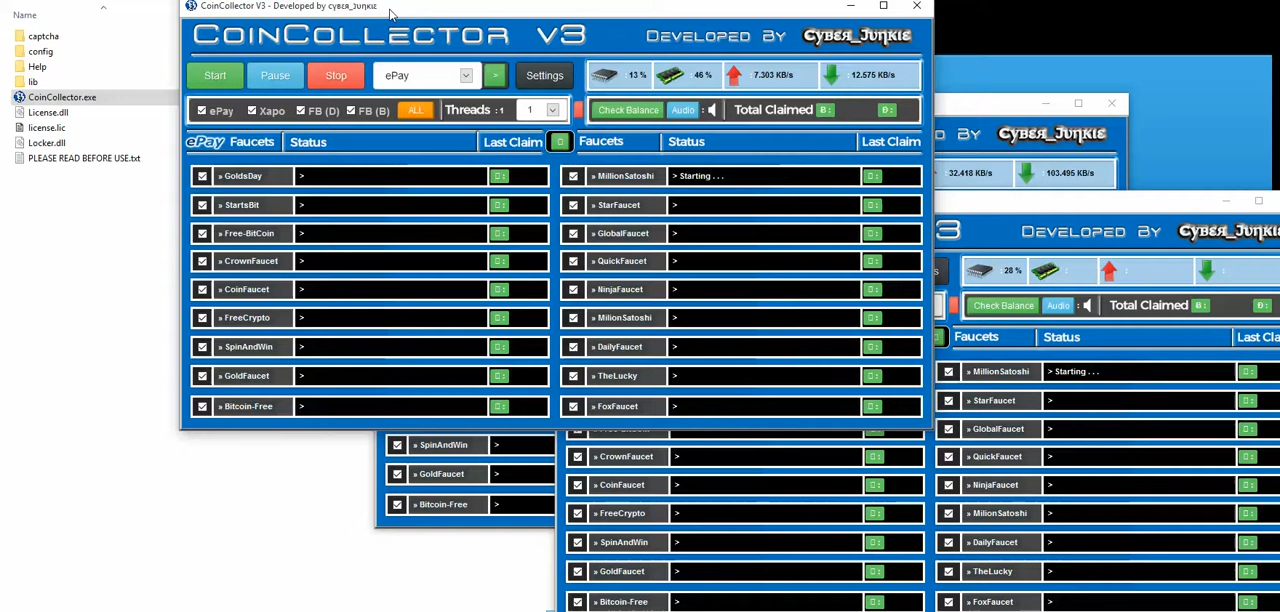 Name
captcha
config
Help
lib
CoinCollector.exe
License.dll
license.lic
Locker.dll
PLEASE READ BEFORE USE.txt
CoinCollector V3 - Developed by cyвεя_נυηкιε
CoinCollector v3
Developed By Cyвεя_Jυηкιε
Start Pause Stop ePay > Settings : 13 % : 46 % : 7.303 KB/s : 12.575 KB/s
ePay Xapo FB (D) FB (B) ALL Threads : 1 1 Check Balance Audio : Total Claimed Ƀ : Ð :
ePay Faucets Status Last Claim Faucets Status Last Claim
» GoldsDay > » MillionSatoshi > Starting . . .
» StartsBit > » StarFaucet >
» Free-BitCoin > » GlobalFaucet >
» CrownFaucet > » QuickFaucet >
» CoinFaucet > » NinjaFaucet >
» FreeCrypto > » MilionSatoshi >
» SpinAndWin > » DailyFaucet >
» GoldFaucet > » TheLucky >
» Bitcoin-Free > » FoxFaucet >
By Cyвεя_Jυηкιε
32.418 KB/s : 103.495 KB/s
» SpinAndWin >
» GoldFaucet >
» Bitcoin-Free >
3 Developed By
: 28 % : : :
Check Balance Audio : Total Claimed Ƀ : Ð :
Faucets Status
» MillionSatoshi > Starting . . .
» StarFaucet >
» GlobalFaucet >
» CrownFaucet > » QuickFaucet >
» CoinFaucet > » NinjaFaucet >
» FreeCrypto > » MilionSatoshi >
» SpinAndWin > » DailyFaucet >
» GoldFaucet > » TheLucky >
» Bitcoin-Free > » FoxFaucet >